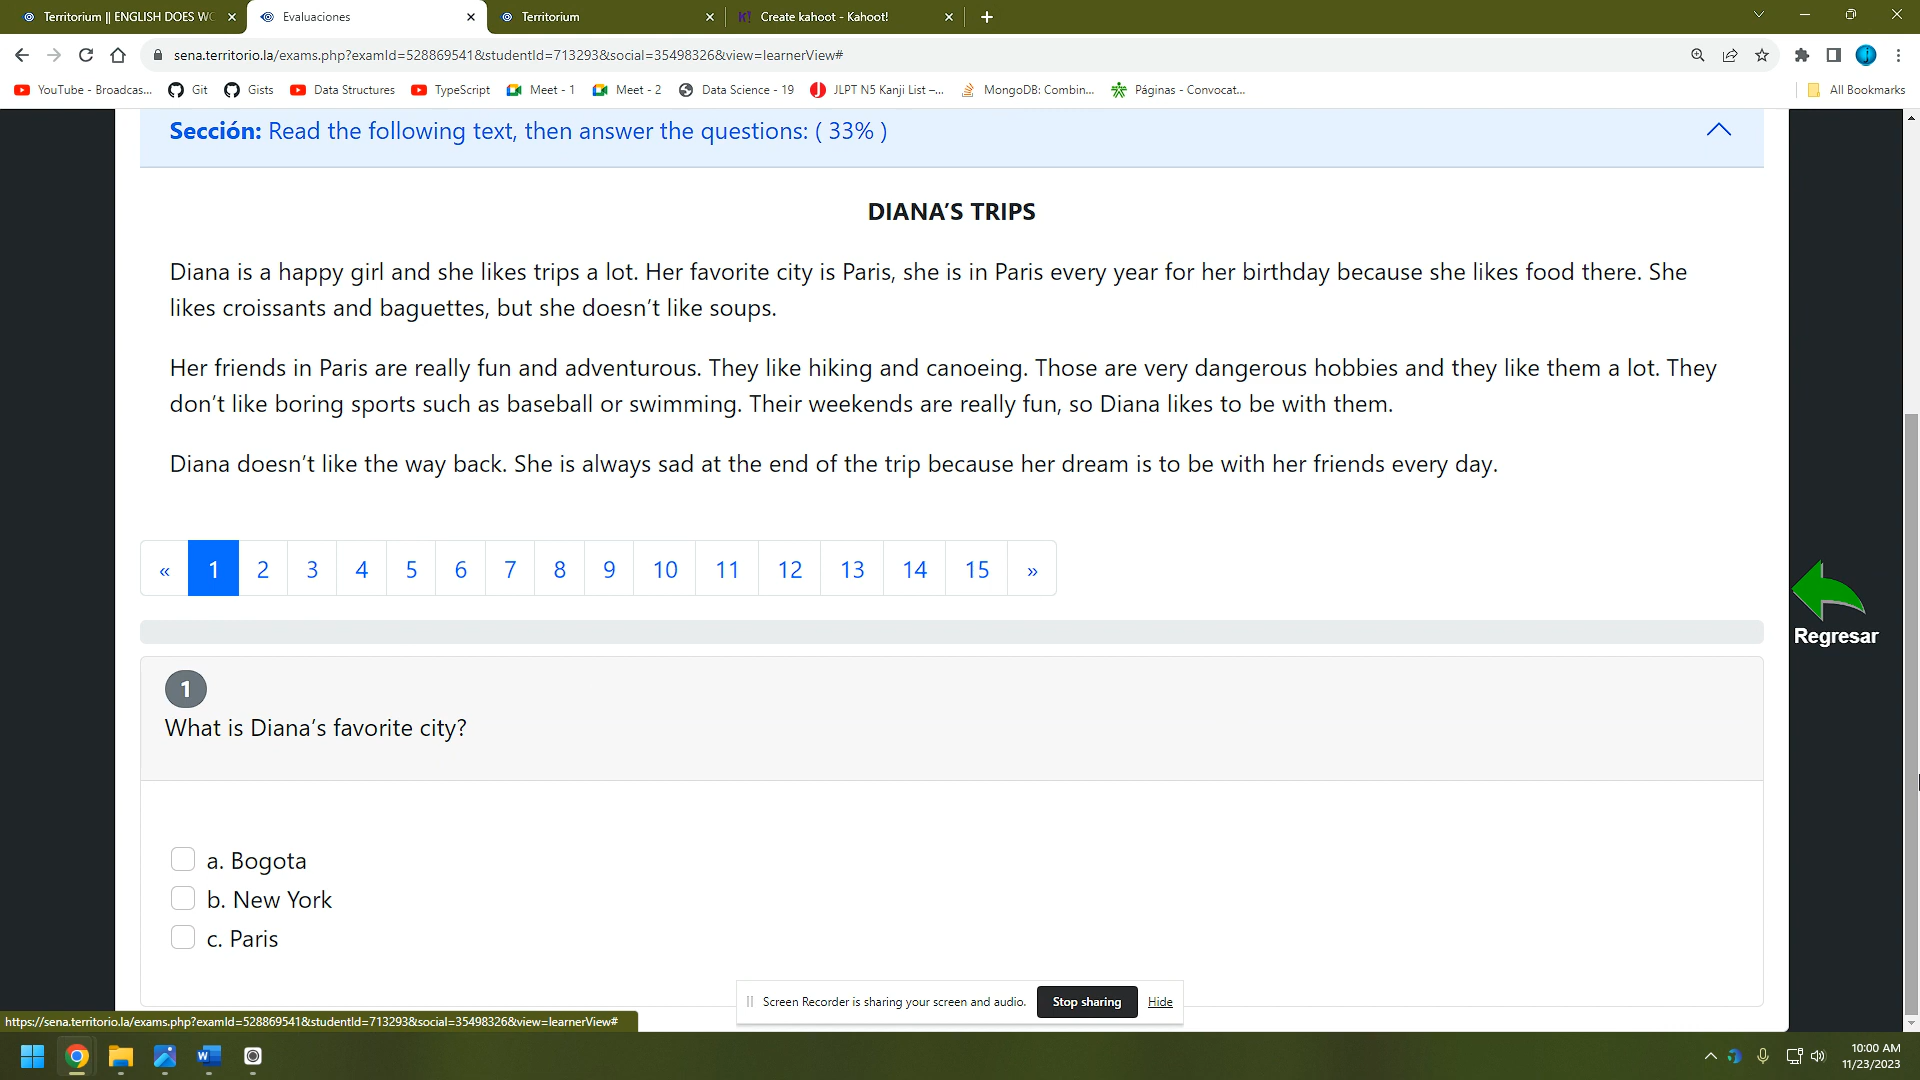 Territorium || ENGLISH DOES WO
Evaluaciones
Territorium
K! Create kahoot - Kahoot!
sena.territorio.la/exams.php?examId=528869541&studentId=713293&social=35498326&view=learnerView#
YouTube - Broadcas...
Git
Gists
Data Structures
TypeScript
Meet - 1
Meet - 2
Data Science - 19
JLPT N5 Kanji List –...
MongoDB: Combin...
Páginas - Convocat...
All Bookmarks
Sección: Read the following text, then answer the questions: ( 33% )
DIANA’S TRIPS
Diana is a happy girl and she likes trips a lot. Her favorite city is Paris, she is in Paris every year for her birthday because she likes food there. She
likes croissants and baguettes, but she doesn’t like soups.
Her friends in Paris are really fun and adventurous. They like hiking and canoeing. Those are very dangerous hobbies and they like them a lot. They
don’t like boring sports such as baseball or swimming. Their weekends are really fun, so Diana likes to be with them.
Diana doesn’t like the way back. She is always sad at the end of the trip because her dream is to be with her friends every day.
« 1 2 3 4 5 6 7 8 9 10 11 12 13 14 15 »
Regresar
1
What is Diana’s favorite city?
a. Bogota
b. New York
c. Paris
Screen Recorder is sharing your screen and audio. Stop sharing Hide
https://sena.territorio.la/exams.php?examId=528869541&studentId=713293&social=35498326&view=learnerView#
10:00 AM
11/23/2023